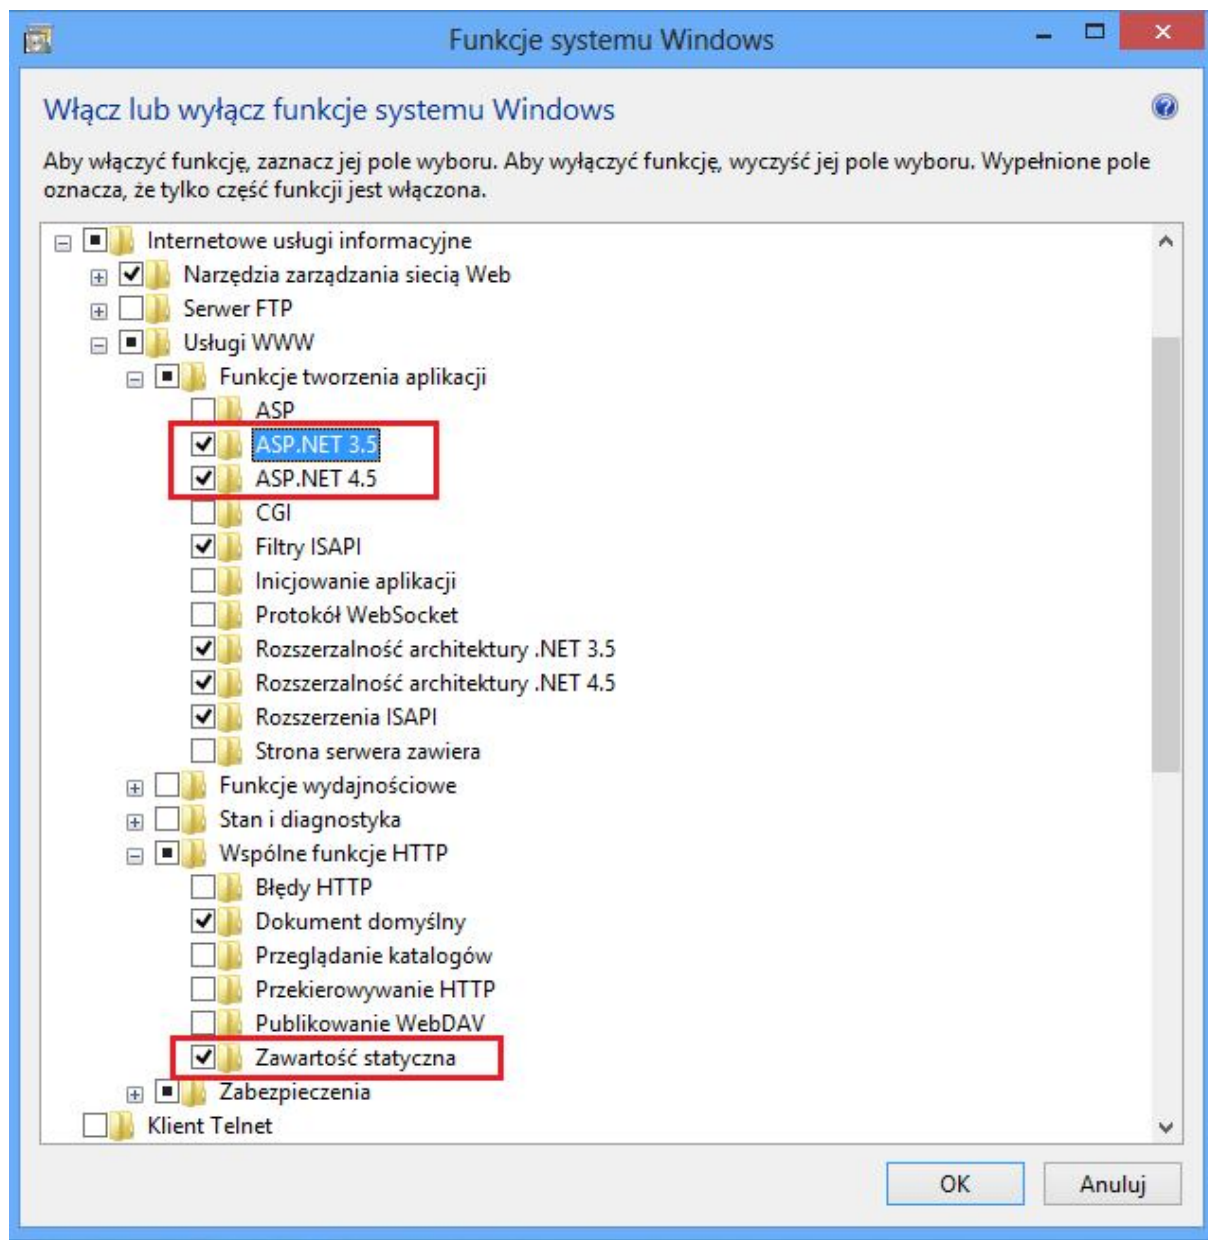 Funkcje systemu Windows
Włącz lub wyłącz funkcje systemu Windows
Aby włączyć funkcję, zaznacz jej pole wyboru. Aby wyłączyć funkcję, wyczyść jej pole wyboru. Wypełnione pole
oznacza, że tylko część funkcji jest włączona.
Internetowe usługi informacyjne
Narzędzia zarządzania siecią Web
Serwer FTP
Usługi WWW
Funkcje tworzenia aplikacji
ASP
ASP.NET 3.5
ASP.NET 4.5
CGI
Filtry ISAPI
Inicjowanie aplikacji
Protokół WebSocket
Rozszerzalność architektury .NET 3.5
Rozszerzalność architektury .NET 4.5
Rozszerzenia ISAPI
Strona serwera zawiera
Funkcje wydajnościowe
Stan i diagnostyka
Wspólne funkcje HTTP
Błędy HTTP
Dokument domyślny
Przeglądanie katalogów
Przekierowywanie HTTP
Publikowanie WebDAV
Zawartość statyczna
Zabezpieczenia
Klient Telnet
OK Anuluj